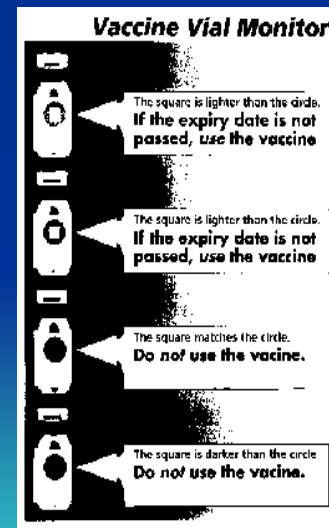 Vaccine Vial Monitor
The square is lighter than the circle.
If the expiry date is not
passed, use the vaccine
The square is lighter than the circle.
If the expiry date is not
passed, use the vaccine
The square matches the circle.
Do not use the vacine.
The square is darker than the circle
Do not use the vacine.